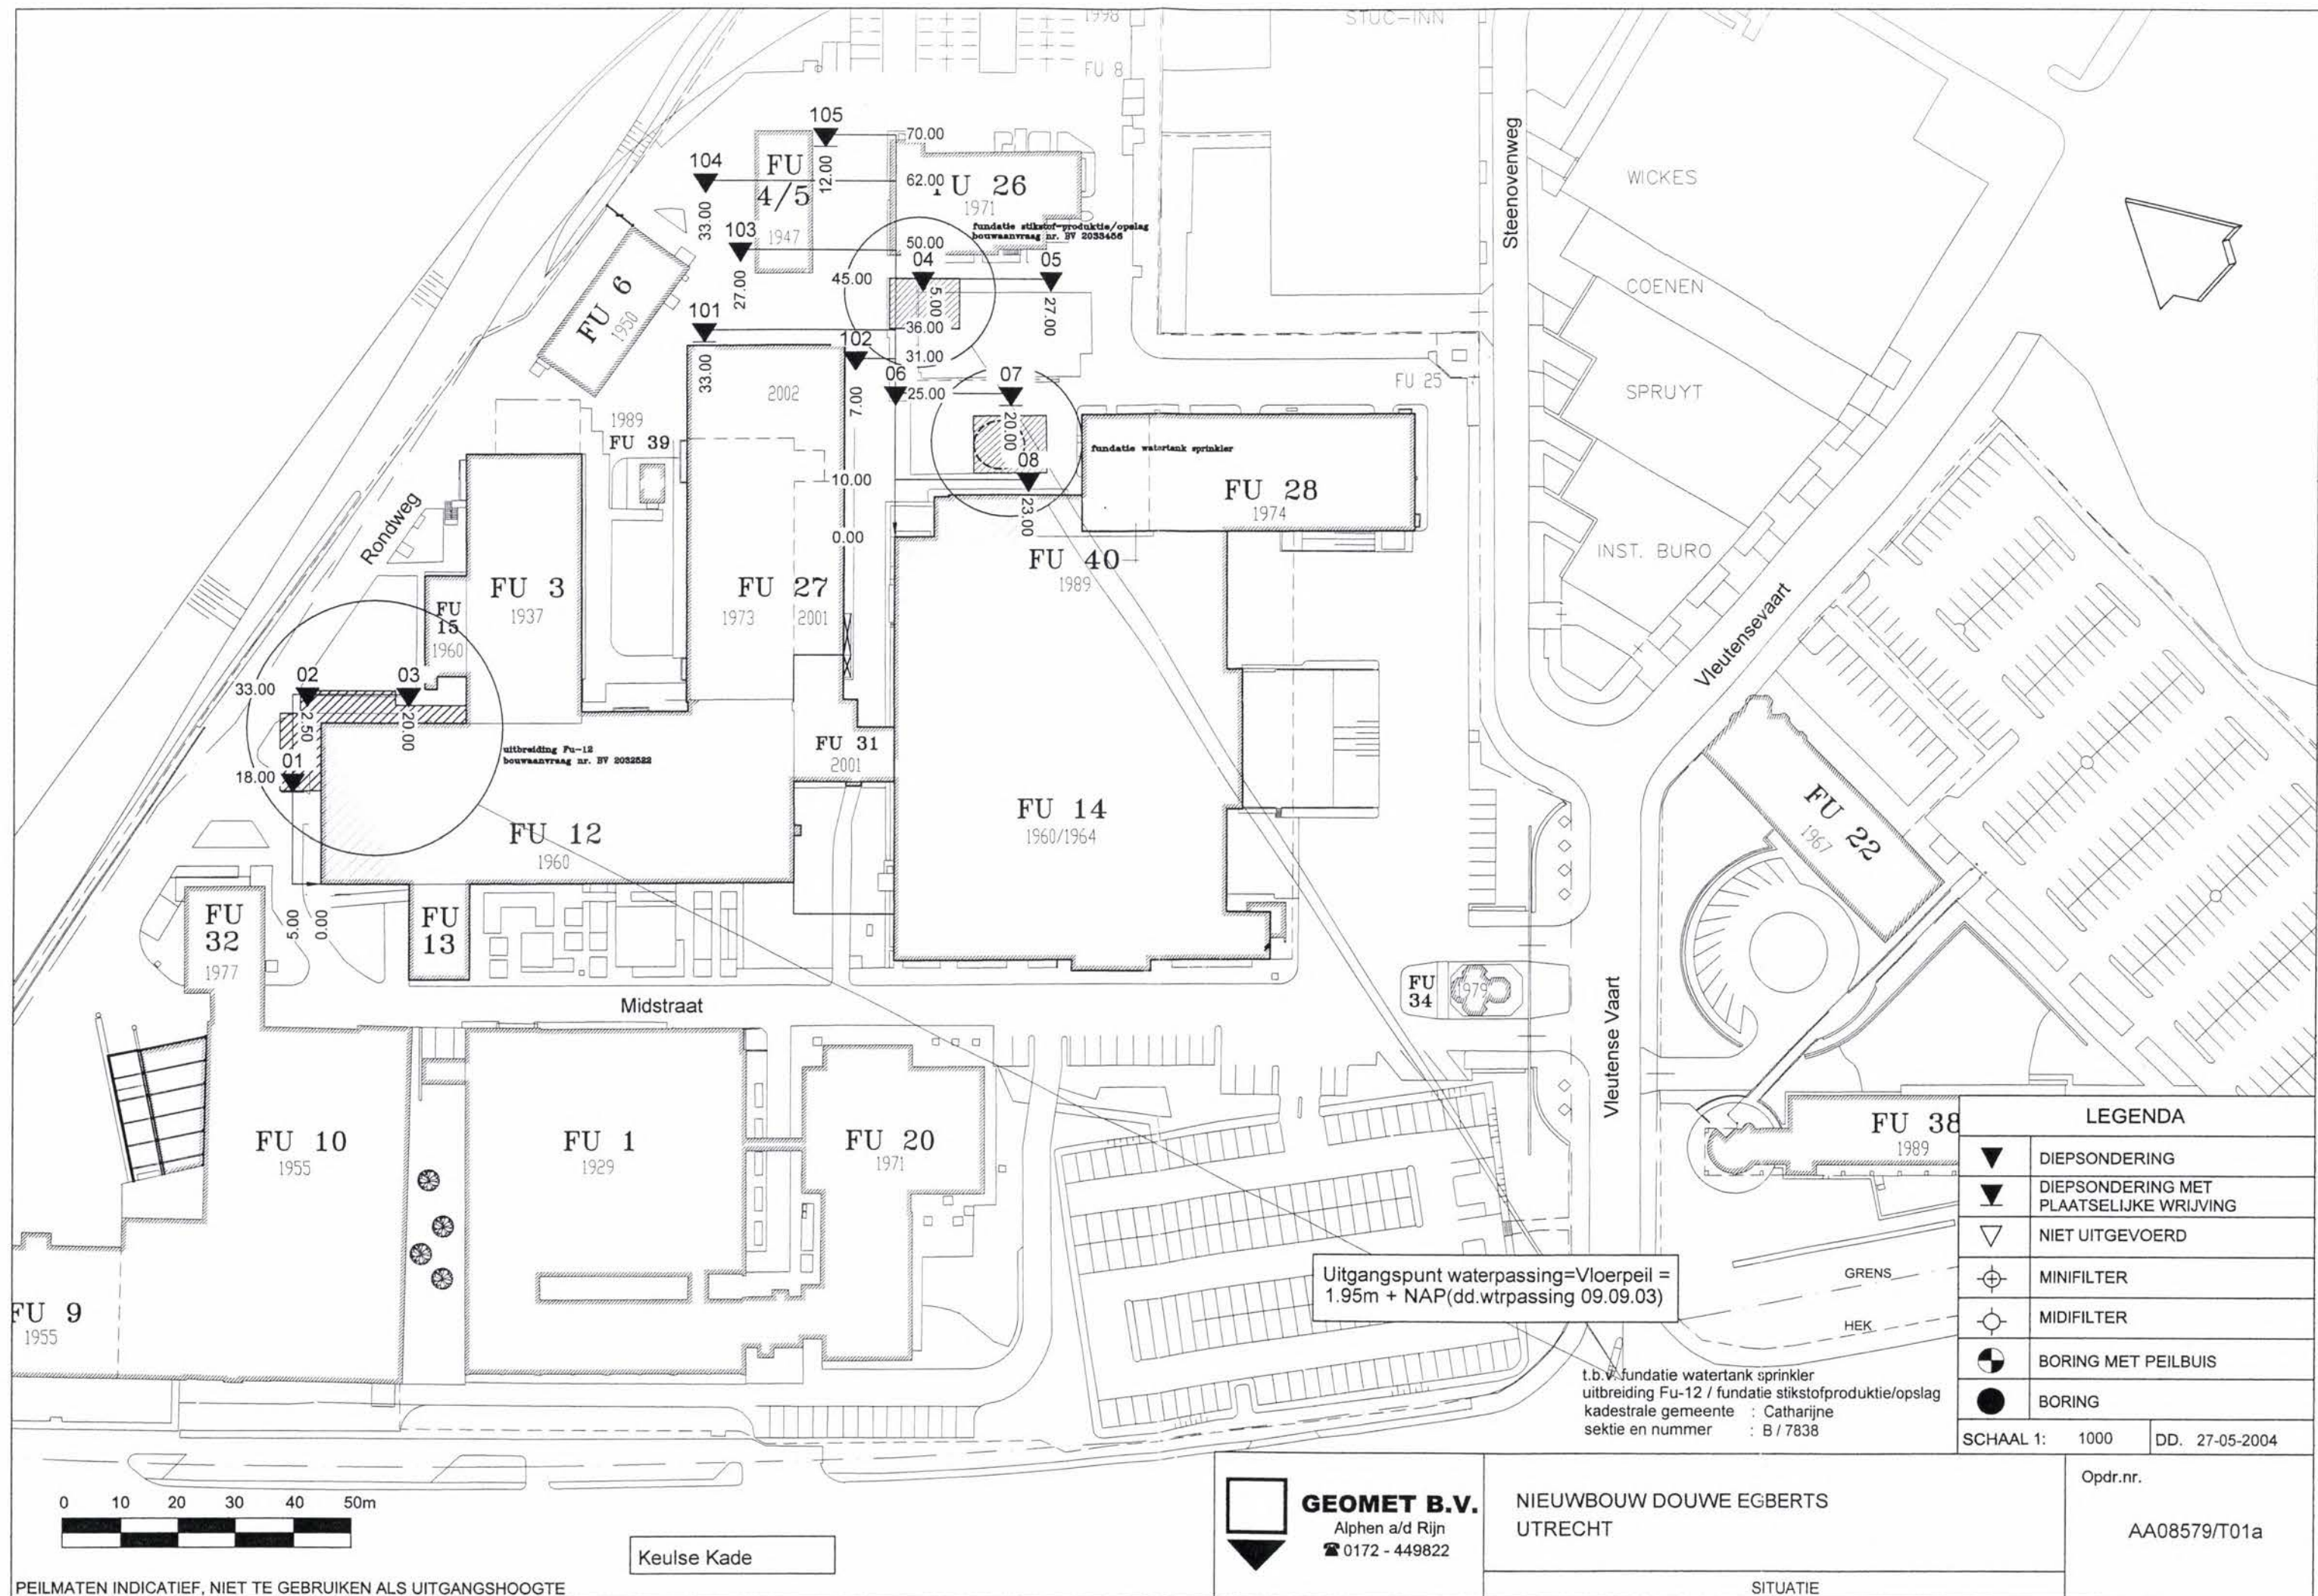 1998
STUC-INN
FU 8
105
70.00
104
FU
4/5
1947
12.00
62.00
U 26
1971
WICKES
Steenovenweg
33.00
103
50.00
fundatie stikstof-produktie/opslag
bouwaanvraag nr. BV 2033456
27.00
45.00
04
05
5.00
27.00
COENEN
FU 6
1950
101
36.00
102
31.00
33.00
06
07
25.00
7.00
2002
20.00
FU 25
SPRUYT
1989
FU 39
fundatie watertank sprinkler
08
10.00
23.00
FU 28
1974
0.00
Rondweg
INST. BURO
FU 40
1989
FU 3
1937
FU 27
1973
2001
FU
15
1960
Vleutensevaart
33.00
02
03
2.50
20.00
uitbreiding Fu-12
bouwaanvraag nr. BV 2032522
FU 31
2001
18.00
01
FU 14
1960/1964
FU 12
1960
FU 22
1967
FU
32
1977
5.00
0.00
FU
13
Midstraat
FU
34
1979
Vleutense Vaart
FU 10
1955
FU 1
1929
FU 20
1971
FU 38
1989
FU 9
1955
GRENS
HEK
Uitgangspunt waterpassing=Vloerpeil =
1.95m + NAP(dd.wtrpassing 09.09.03)
t.b.v. fundatie watertank sprinkler
uitbreiding Fu-12 / fundatie stikstofproduktie/opslag
kadestrale gemeente : Catharijne
sektie en nummer : B / 7838
LEGENDA
DIEPSONDERING
DIEPSONDERING MET
PLAATSELIJKE WRIJVING
NIET UITGEVOERD
MINIFILTER
MIDIFILTER
BORING MET PEILBUIS
BORING
SCHAAL 1: 1000
DD. 27-05-2004
0 10 20 30 40 50m
Keulse Kade
GEOMET B.V.
Alphen a/d Rijn
☎ 0172 - 449822
NIEUWBOUW DOUWE EGBERTS
UTRECHT
Opdr.nr.
AA08579/T01a
SITUATIE
PEILMATEN INDICATIEF, NIET TE GEBRUIKEN ALS UITGANGSHOOGTE